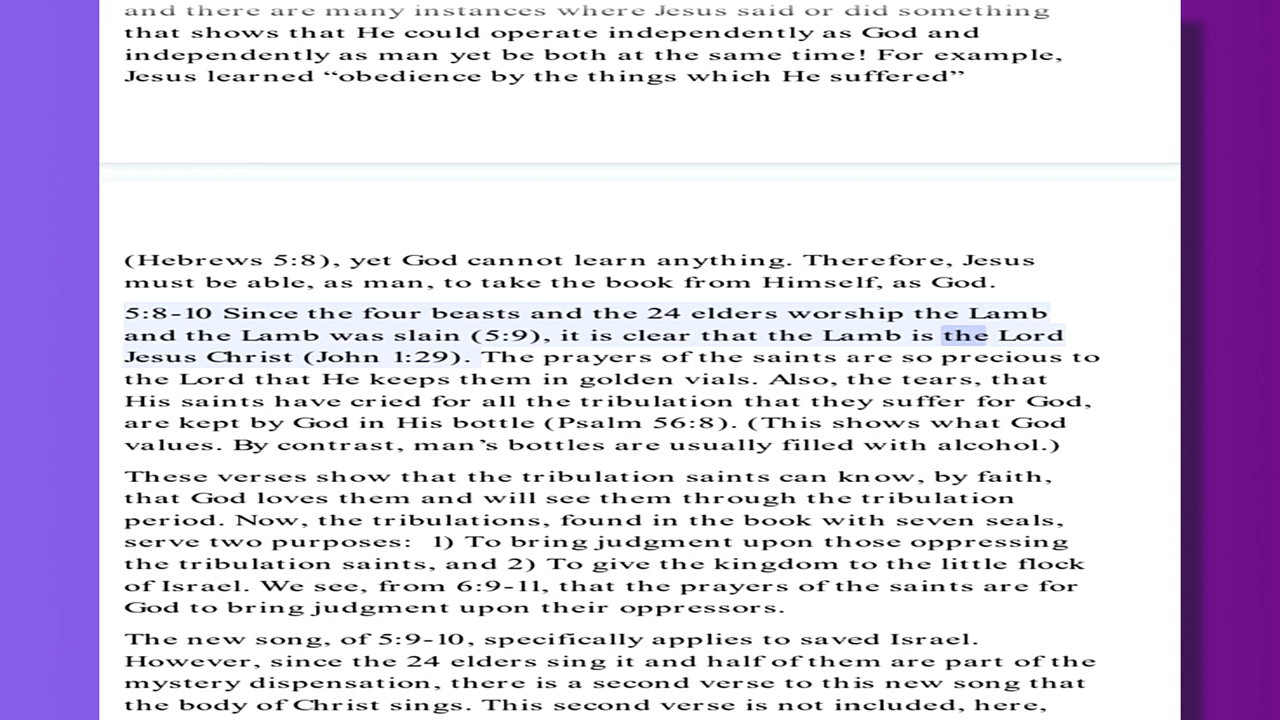 and there are many instances where Jesus said or did something
that shows that He could operate independently as God and
independently as man yet be both at the same time! For example,
Jesus learned “obedience by the things which He suffered”
(Hebrews 5:8), yet God cannot learn anything. Therefore, Jesus
must be able, as man, to take the book from Himself, as God.
5:8-10 Since the four beasts and the 24 elders worship the Lamb
and the Lamb was slain (5:9), it is clear that the Lamb is the Lord
Jesus Christ (John 1:29). The prayers of the saints are so precious to
the Lord that He keeps them in golden vials. Also, the tears, that
His saints have cried for all the tribulation that they suffer for God,
are kept by God in His bottle (Psalm 56:8). (This shows what God
values. By contrast, man’s bottles are usually filled with alcohol.)
These verses show that the tribulation saints can know, by faith,
that God loves them and will see them through the tribulation
period. Now, the tribulations, found in the book with seven seals,
serve two purposes: 1) To bring judgment upon those oppressing
the tribulation saints, and 2) To give the kingdom to the little flock
of Israel. We see, from 6:9-11, that the prayers of the saints are for
God to bring judgment upon their oppressors.
The new song, of 5:9-10, specifically applies to saved Israel.
However, since the 24 elders sing it and half of them are part of the
mystery dispensation, there is a second verse to this new song that
the body of Christ sings. This second verse is not included, here,